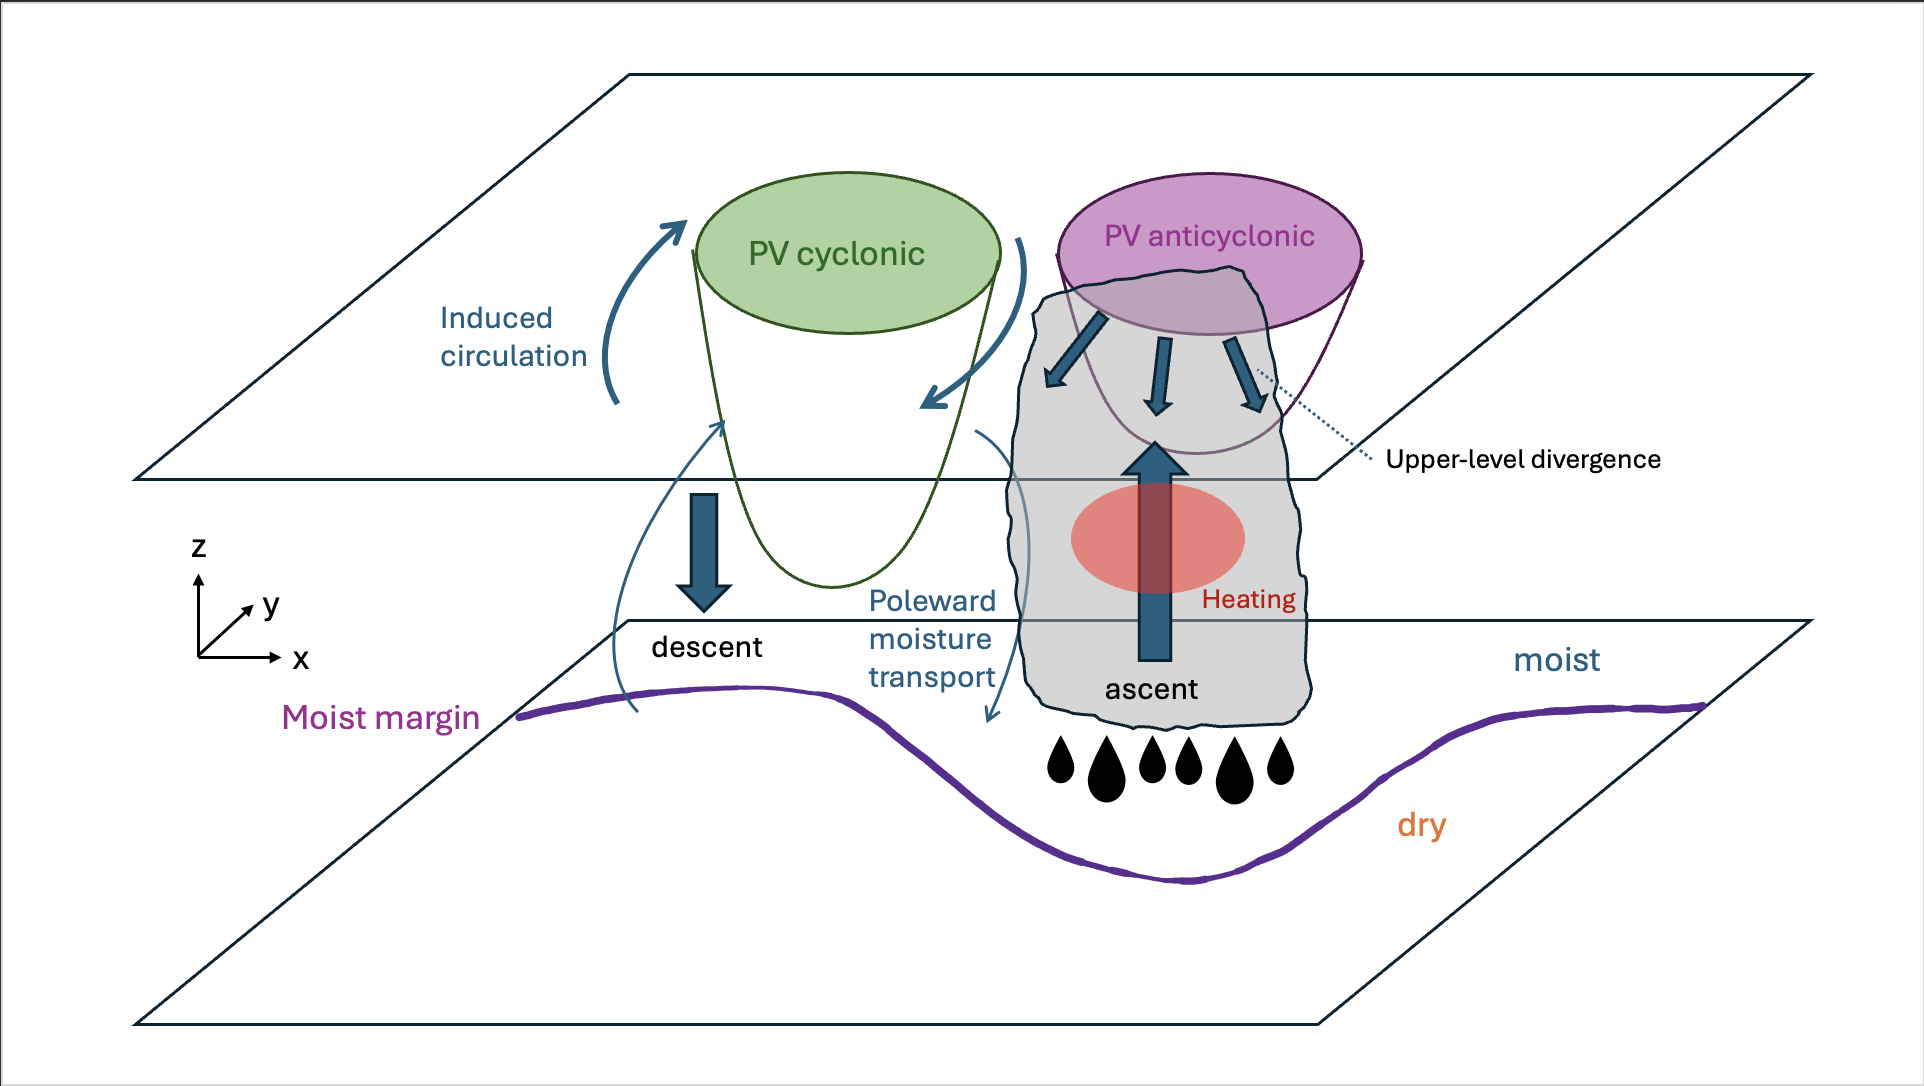 PV cyclonic
PV anticyclonic
Induced
circulation
Upper-level divergence
z
y
x
Poleward
moisture
transport
Heating
descent
ascent
moist
Moist margin
dry